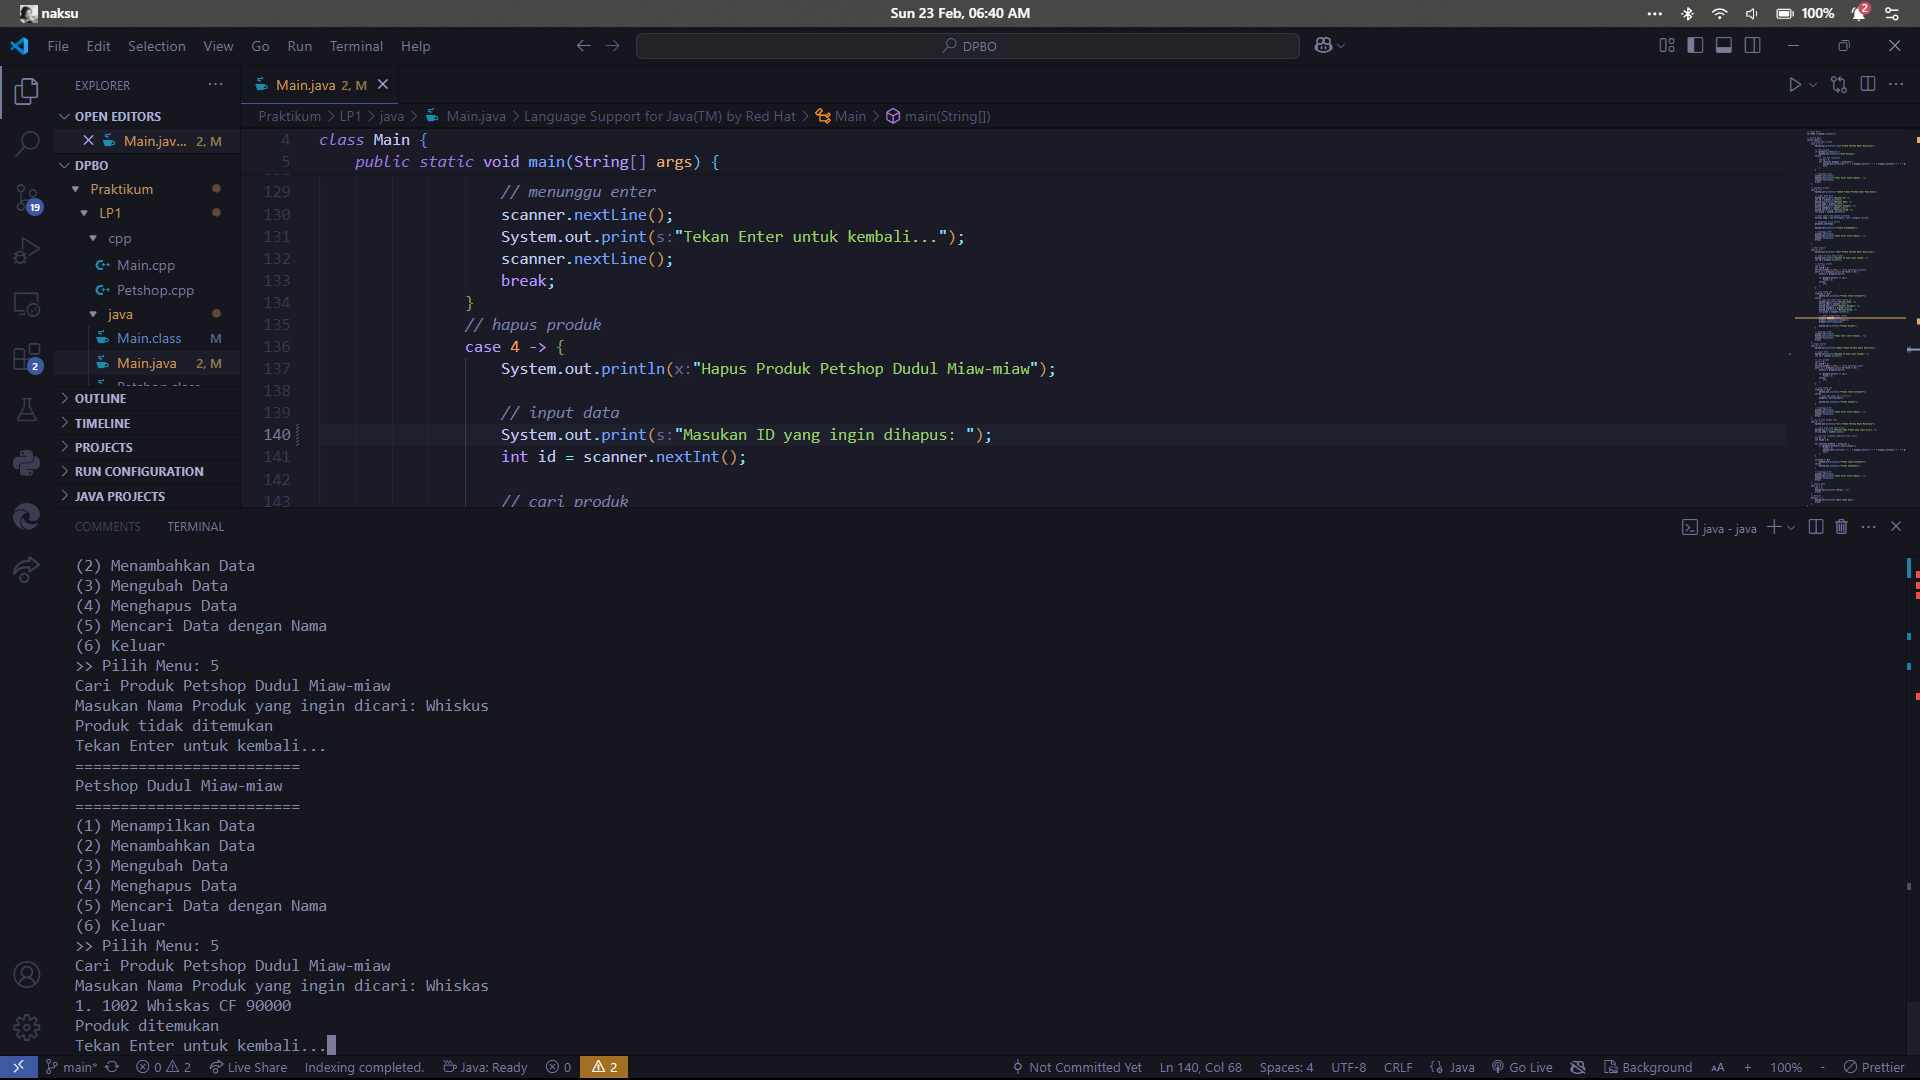 naksu
Sun 23 Feb, 06:40 AM
100%
2
File Edit Selection View Go Run Terminal Help
DPBO
EXPLORER
Main.java 2, M
Praktikum > LP1 > java > Main.java > Language Support for Java(TM) by Red Hat > Main > main(String[])
OPEN EDITORS
Main.jav... 2, M
DPBO
Praktikum
LP1
cpp
Main.cpp
Petshop.cpp
java
Main.class M
Main.java 2, M
Petshop.class
OUTLINE
TIMELINE
PROJECTS
RUN CONFIGURATION
JAVA PROJECTS
19
2
4 class Main {
5 public static void main(String[] args) {
129 // menunggu enter
130 scanner.nextLine();
131 System.out.print(s:"Tekan Enter untuk kembali...");
132 scanner.nextLine();
133 break;
134 }
135 // hapus produk
136 case 4 -> {
137 System.out.println(x:"Hapus Produk Petshop Dudul Miaw-miaw");
138
139 // input data
140 System.out.print(s:"Masukan ID yang ingin dihapus: ");
141 int id = scanner.nextInt();
142
143 // cari produk
COMMENTS TERMINAL
java - java
(2) Menambahkan Data
(3) Mengubah Data
(4) Menghapus Data
(5) Mencari Data dengan Nama
(6) Keluar
>> Pilih Menu: 5
Cari Produk Petshop Dudul Miaw-miaw
Masukan Nama Produk yang ingin dicari: Whiskus
Produk tidak ditemukan
Tekan Enter untuk kembali...
=========================
Petshop Dudul Miaw-miaw
=========================
(1) Menampilkan Data
(2) Menambahkan Data
(3) Mengubah Data
(4) Menghapus Data
(5) Mencari Data dengan Nama
(6) Keluar
>> Pilih Menu: 5
Cari Produk Petshop Dudul Miaw-miaw
Masukan Nama Produk yang ingin dicari: Whiskas
1. 1002 Whiskas CF 90000
Produk ditemukan
Tekan Enter untuk kembali...
main* 0 2 Live Share Indexing completed. Java: Ready 0 2 Not Committed Yet Ln 140, Col 68 Spaces: 4 UTF-8 CRLF {} Java Go Live Background AA + 100% - Prettier